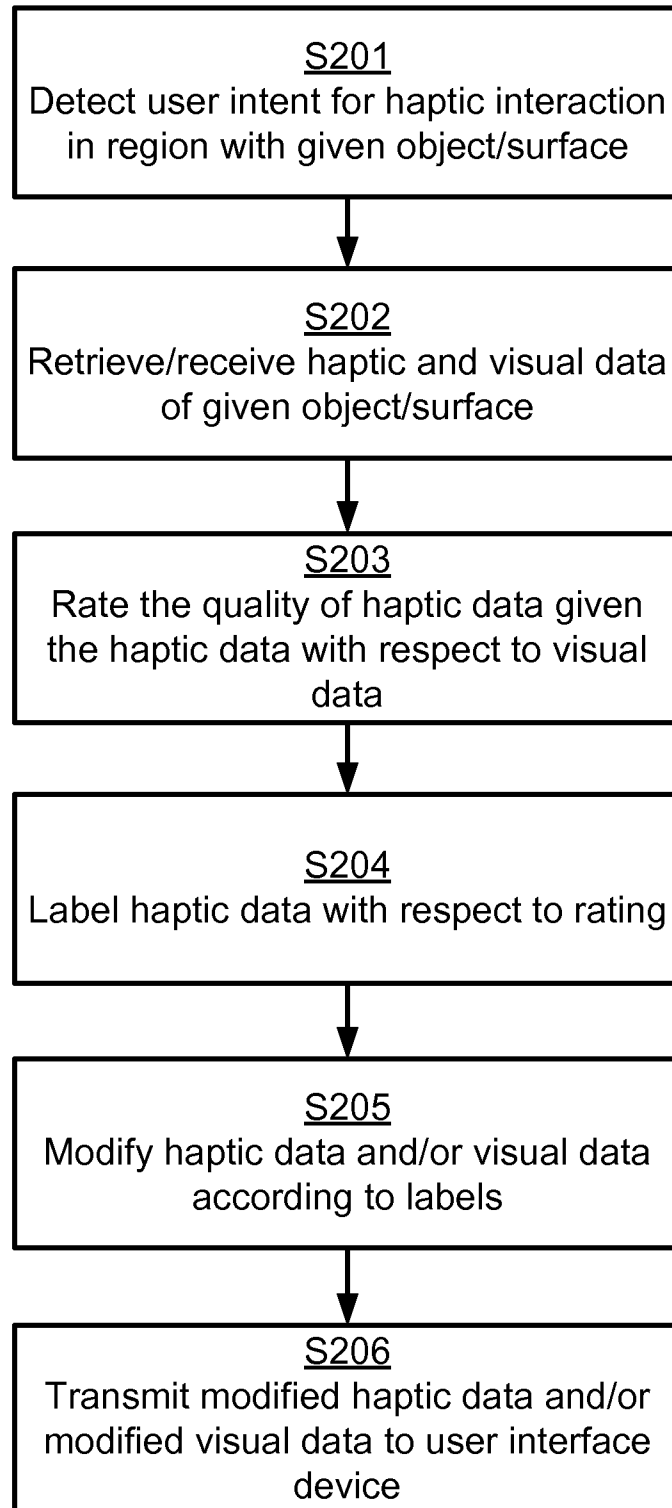 S201
Detect user intent for haptic interaction
in region with given object/surface
S202
Retrieve/receive haptic and visual data
of given object/surface
S203
Rate the quality of haptic data given
the haptic data with respect to visual
data
S204
Label haptic data with respect to rating
S205
Modify haptic data and/or visual data
according to labels
S206
Transmit modified haptic data and/or
modified visual data to user interface
device